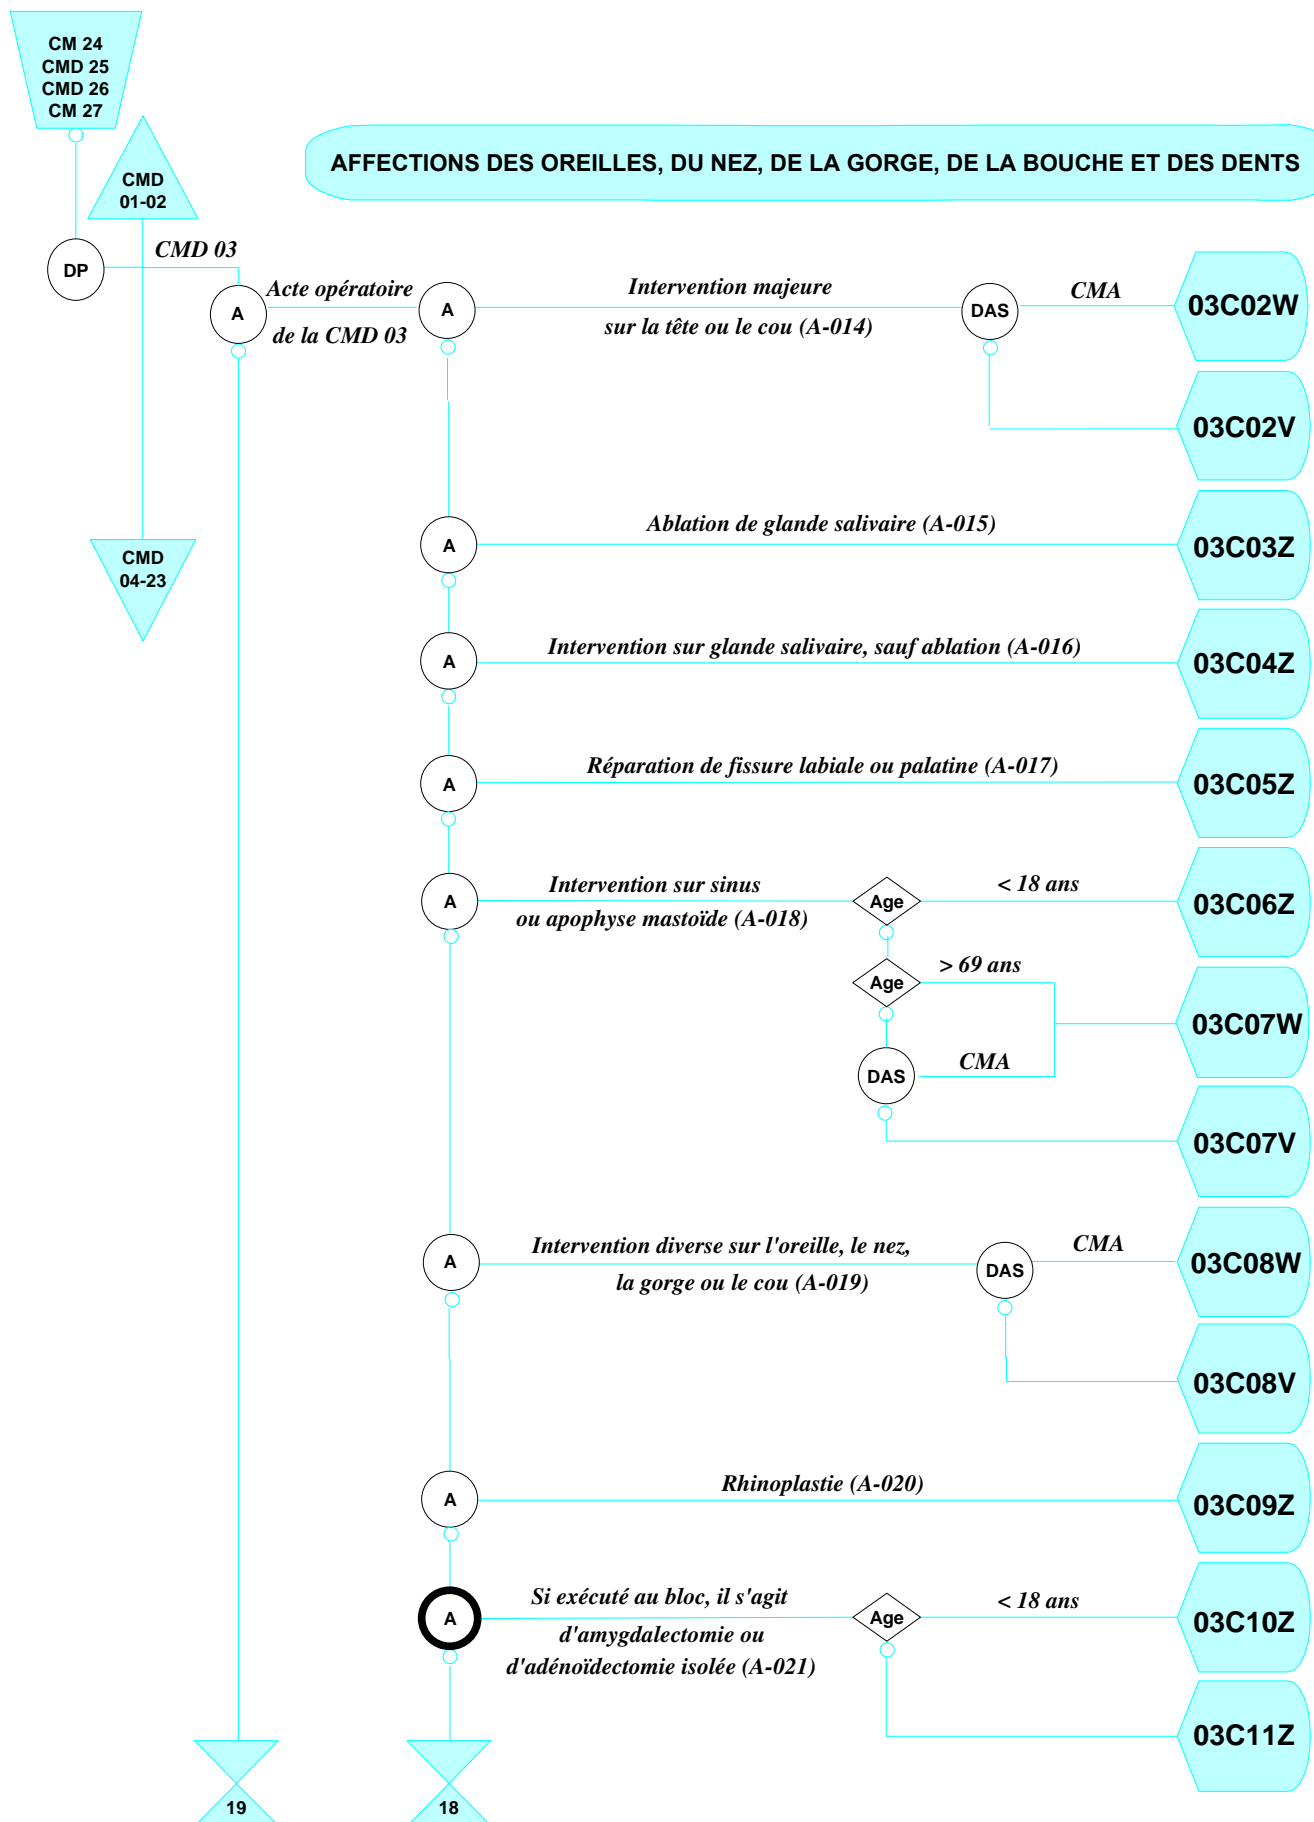 CM 24
CMD 25
CMD 26
CM 27
CMD
01-02
AFFECTIONS DES OREILLES, DU NEZ, DE LA GORGE, DE LA BOUCHE ET DES DENTS
DP
CMD 03
A
Acte opératoire
de la CMD 03
A
Intervention majeure
sur la tête ou le cou (A-014)
DAS
CMA
03C02W
03C02V
A
Ablation de glande salivaire (A-015)
03C03Z
CMD
04-23
A
Intervention sur glande salivaire, sauf ablation (A-016)
03C04Z
A
Réparation de fissure labiale ou palatine (A-017)
03C05Z
A
Intervention sur sinus
ou apophyse mastoïde (A-018)
Age
< 18 ans
03C06Z
Age
> 69 ans
03C07W
DAS
CMA
03C07V
A
Intervention diverse sur l'oreille, le nez,
la gorge ou le cou (A-019)
DAS
CMA
03C08W
03C08V
A
Rhinoplastie (A-020)
03C09Z
A
Si exécuté au bloc, il s'agit
d'amygdalectomie ou
d'adénoïdectomie isolée (A-021)
Age
< 18 ans
03C10Z
03C11Z
19
18